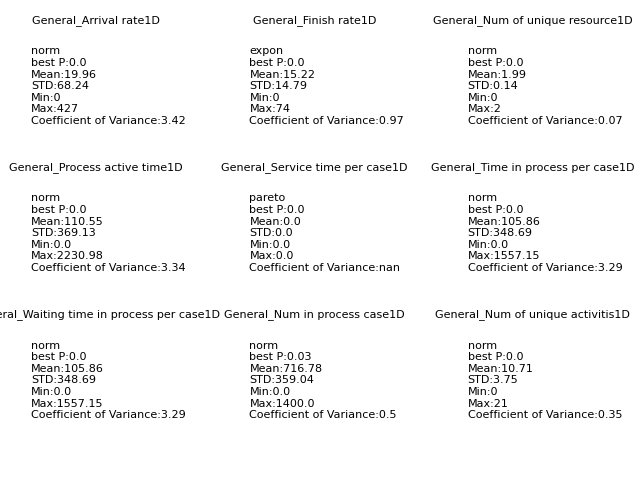 General_Arrival rate1D
norm
best P:0.0
Mean:19.96
STD:68.24
Min:0
Max:427
Coefficient of Variance:3.42
General_Finish rate1D
expon
best P:0.0
Mean:15.22
STD:14.79
Min:0
Max:74
Coefficient of Variance:0.97
General_Num of unique resource1D
norm
best P:0.0
Mean:1.99
STD:0.14
Min:0
Max:2
Coefficient of Variance:0.07
General_Process active time1D
norm
best P:0.0
Mean:110.55
STD:369.13
Min:0.0
Max:2230.98
Coefficient of Variance:3.34
General_Service time per case1D
pareto
best P:0.0
Mean:0.0
STD:0.0
Min:0.0
Max:0.0
Coefficient of Variance:nan
General_Time in process per case1D
norm
best P:0.0
Mean:105.86
STD:348.69
Min:0.0
Max:1557.15
Coefficient of Variance:3.29
eral_Waiting time in process per case1D
norm
best P:0.0
Mean:105.86
STD:348.69
Min:0.0
Max:1557.15
Coefficient of Variance:3.29
General_Num in process case1D
norm
best P:0.03
Mean:716.78
STD:359.04
Min:0.0
Max:1400.0
Coefficient of Variance:0.5
General_Num of unique activitis1D
norm
best P:0.0
Mean:10.71
STD:3.75
Min:0
Max:21
Coefficient of Variance:0.35